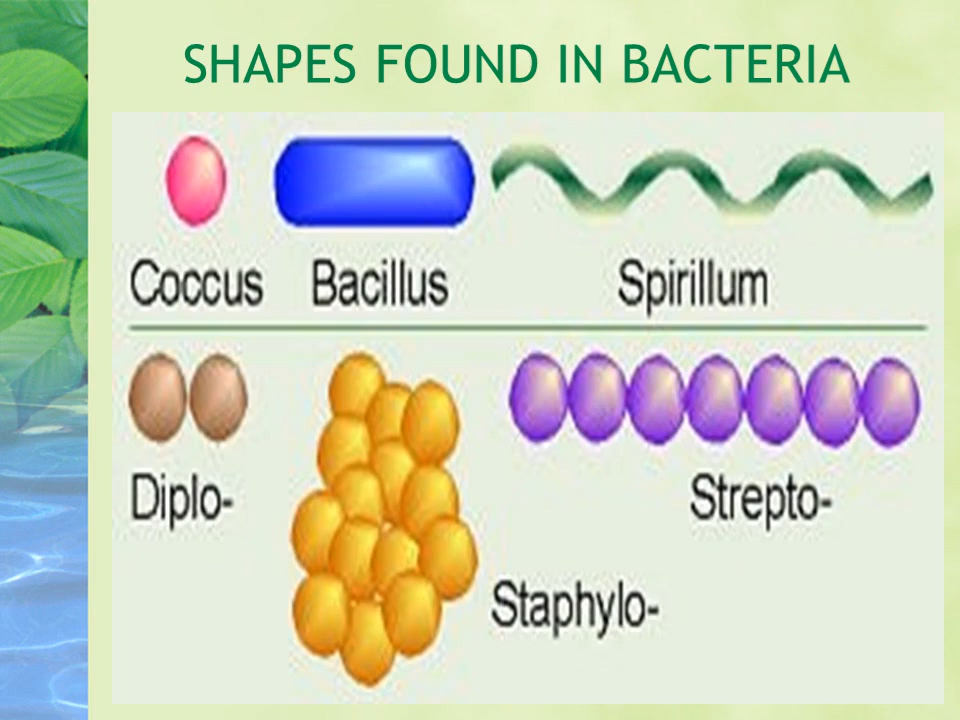 SHAPES FOUND IN BACTERIA
Coccus Bacillus Spirillum
Diplo- Strepto-
Staphylo-